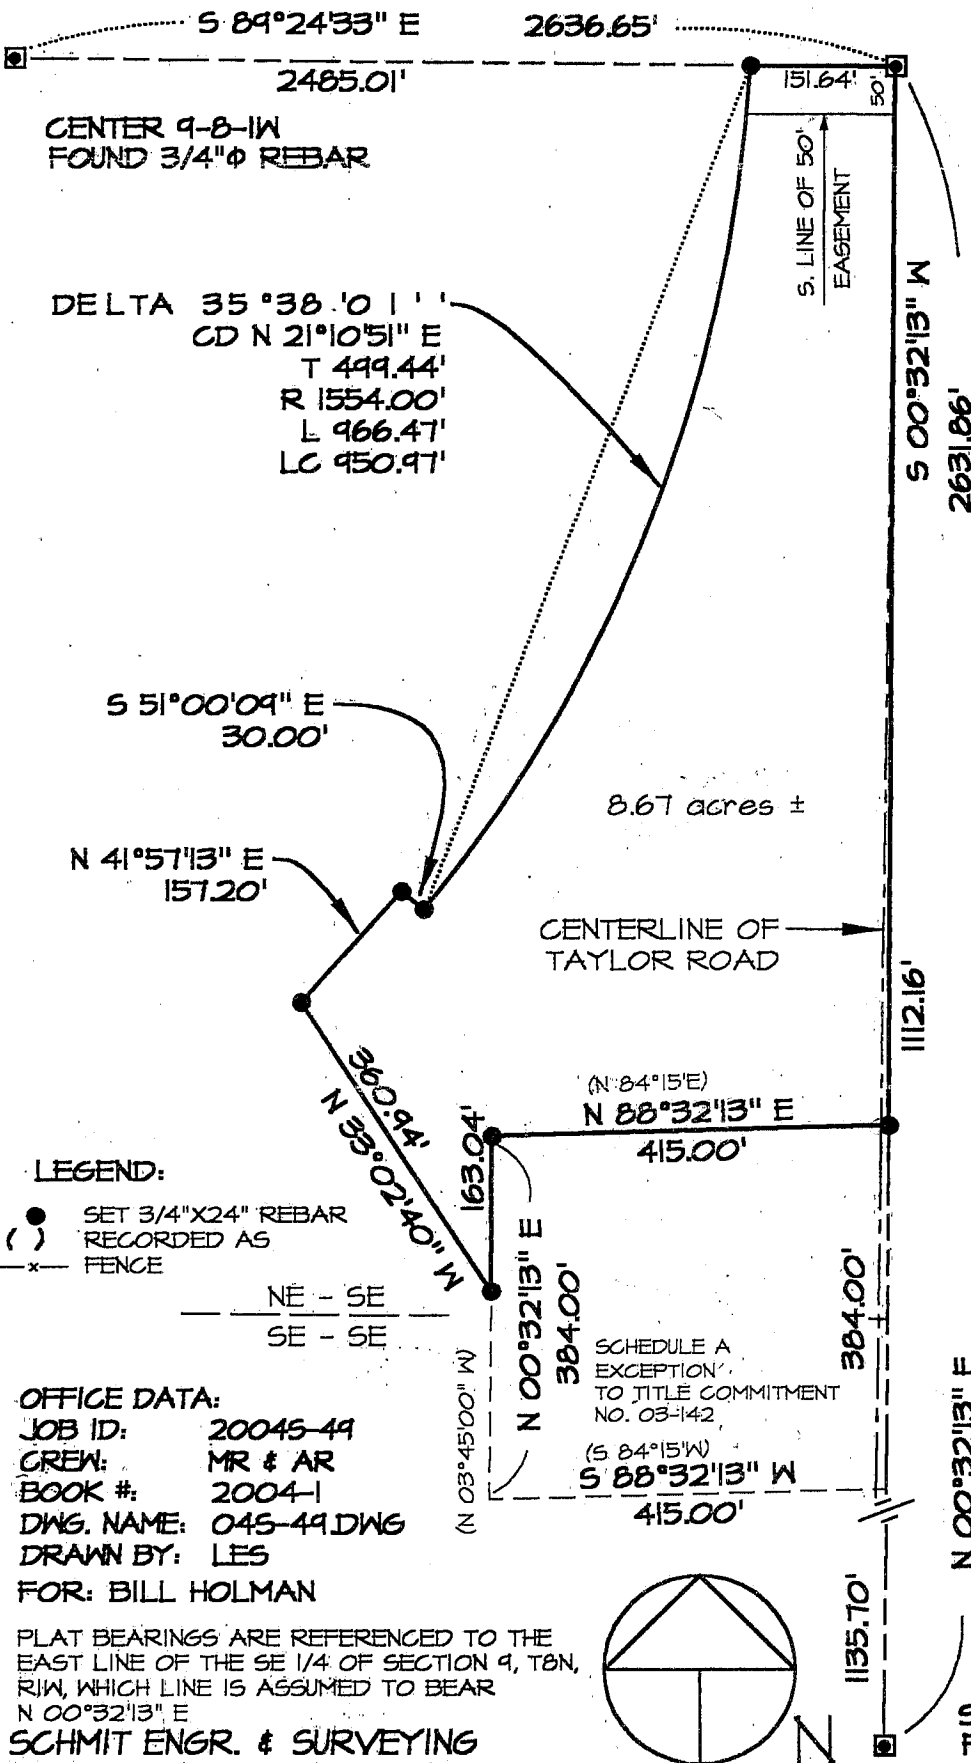 S 89°24'33" E 2636.65'
2485.01'
151.64'
50'
CENTER 9-8-1W
FOUND 3/4"Φ REBAR
S. LINE OF 50'
EASEMENT
DELTA 35°38'01''
CD N 21°10'51" E
T 499.44'
R 1554.00'
L 966.47'
LC 950.97'
S 00°32'13" W
2631.86'
S 51°00'09" E
30.00'
8.67 acres ±
N 41°57'13" E
157.20'
CENTERLINE OF
TAYLOR ROAD
1112.16'
360.94'
N 33°02'40" W
163.04'
(N 84°15'E)
N 88°32'13" E
415.00'
LEGEND:
SET 3/4"X24" REBAR
( ) RECORDED AS
—x— FENCE
NE - SE
SE - SE
N 00°32'13" E
384.00'
384.00'
(N 03°45'00" W)
SCHEDULE A
EXCEPTION
TO TITLE COMMITMENT
NO. 03-142
(S 84°15'W)
S 88°32'13" W
415.00'
OFFICE DATA:
JOB ID: 2004S-49
CREW: MR & AR
BOOK #: 2004-1
DWG. NAME: 04S-49.DWG
DRAWN BY: LES
FOR: BILL HOLMAN
1135.70'
N 00°32'13" E
PLAT BEARINGS ARE REFERENCED TO THE
EAST LINE OF THE SE 1/4 OF SECTION 9, T8N,
R1W, WHICH LINE IS ASSUMED TO BEAR
N 00°32'13" E
SCHMIT ENGR. & SURVEYING
N